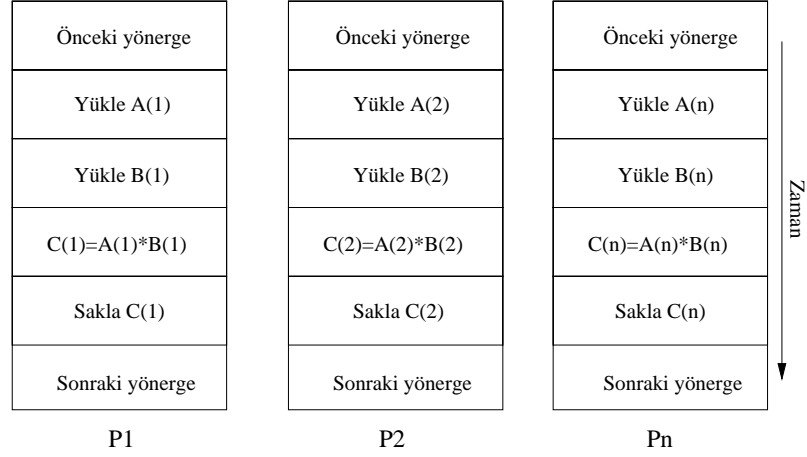 Önceki yönerge
Önceki yönerge
Önceki yönerge
Yükle A(1)
Yükle A(2)
Yükle A(n)
Yükle B(1)
Yükle B(2)
Yükle B(n)
C(1)=A(1)*B(1)
C(2)=A(2)*B(2)
C(n)=A(n)*B(n)
Sakla C(1)
Sakla C(2)
Sakla C(n)
Sonraki yönerge
Sonraki yönerge
Sonraki yönerge
P1
P2
Pn
Zaman